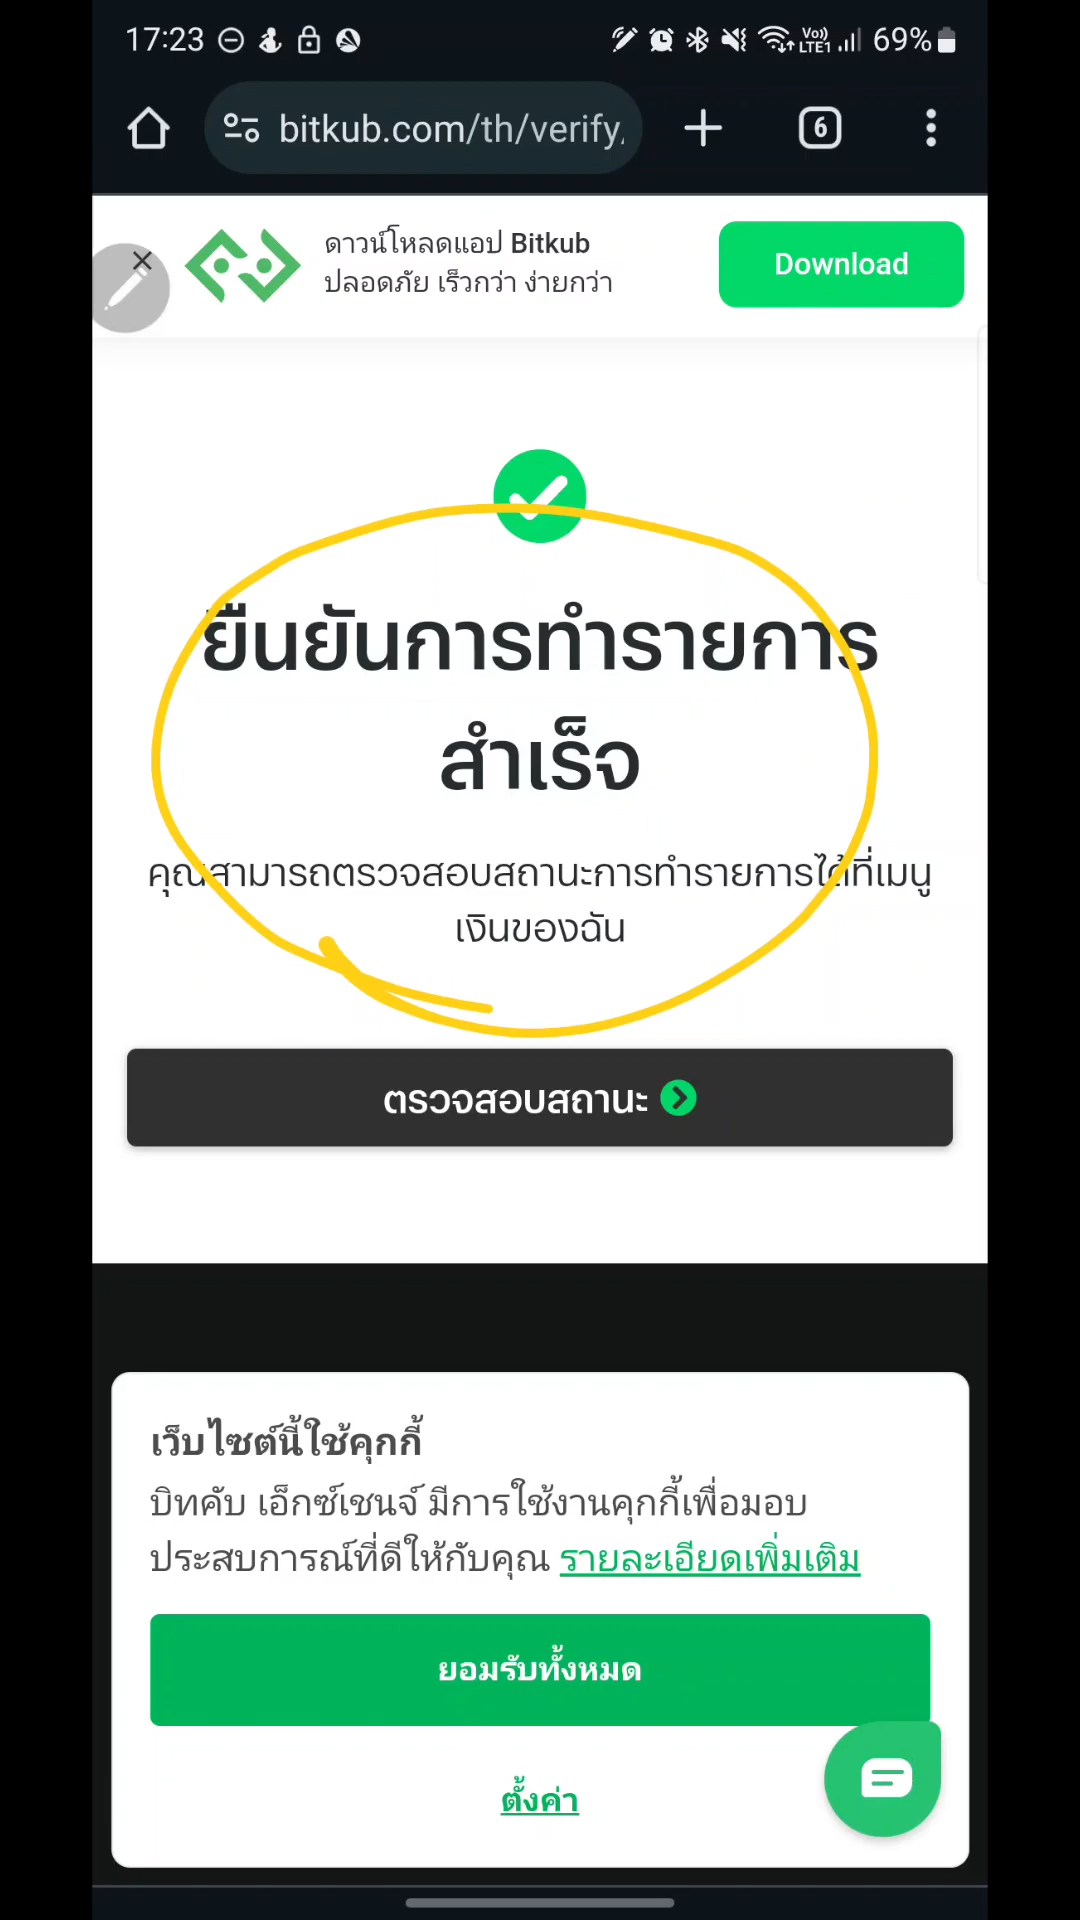 17:23
Vo))
LTE1
69%
bitkub.com/th/verify/
6
ดาวน์โหลดแอป Bitkub
ปลอดภัย เร็วกว่า ง่ายกว่า
Download
ยืนยันการทำรายการ
สำเร็จ
คุณสามารถตรวจสอบสถานะการทำรายการได้ที่เมนู
เงินของฉัน
ตรวจสอบสถานะ
เว็บไซต์นี้ใช้คุกกี้
บิทคับ เอ็กซ์เชนจ์ มีการใช้งานคุกกี้เพื่อมอบ
ประสบการณ์ที่ดีให้กับคุณ รายละเอียดเพิ่มเติม
ยอมรับทั้งหมด
ตั้งค่า